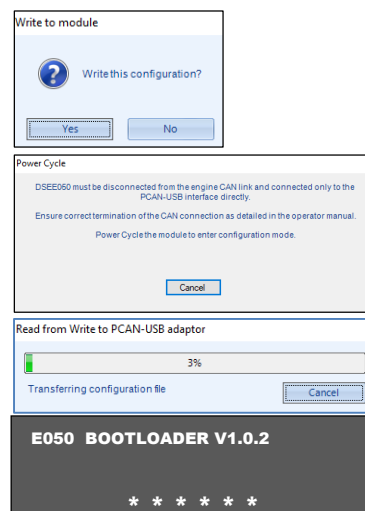 Write to module
Write this configuration?
Yes
No
Power Cycle
DSEE050 must be disconnected from the engine CAN link and connected only to the
PCAN-USB interface directly.
Ensure correct termination of the CAN connection as detailed in the operator manual.
Power Cycle the module to enter configuration mode.
Cancel
Read from Write to PCAN-USB adaptor
3%
Transferring configuration file
Cancel
E050 BOOTLOADER V1.0.2
* * * * * *